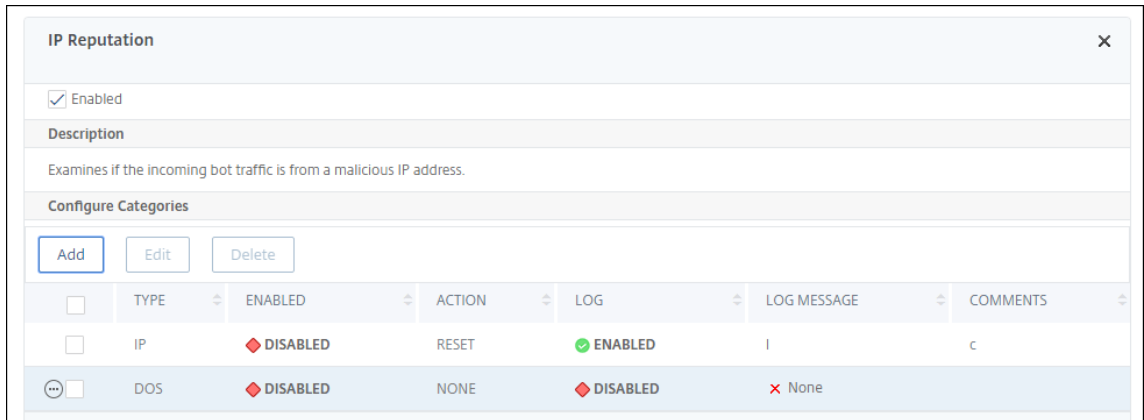 IP Reputation
Enabled
Description
Examines if the incoming bot traffic is from a malicious IP address.
Configure Categories
Add Edit Delete
TYPE ENABLED ACTION LOG LOG MESSAGE COMMENTS
IP DISABLED RESET ENABLED l c
DOS DISABLED NONE DISABLED None